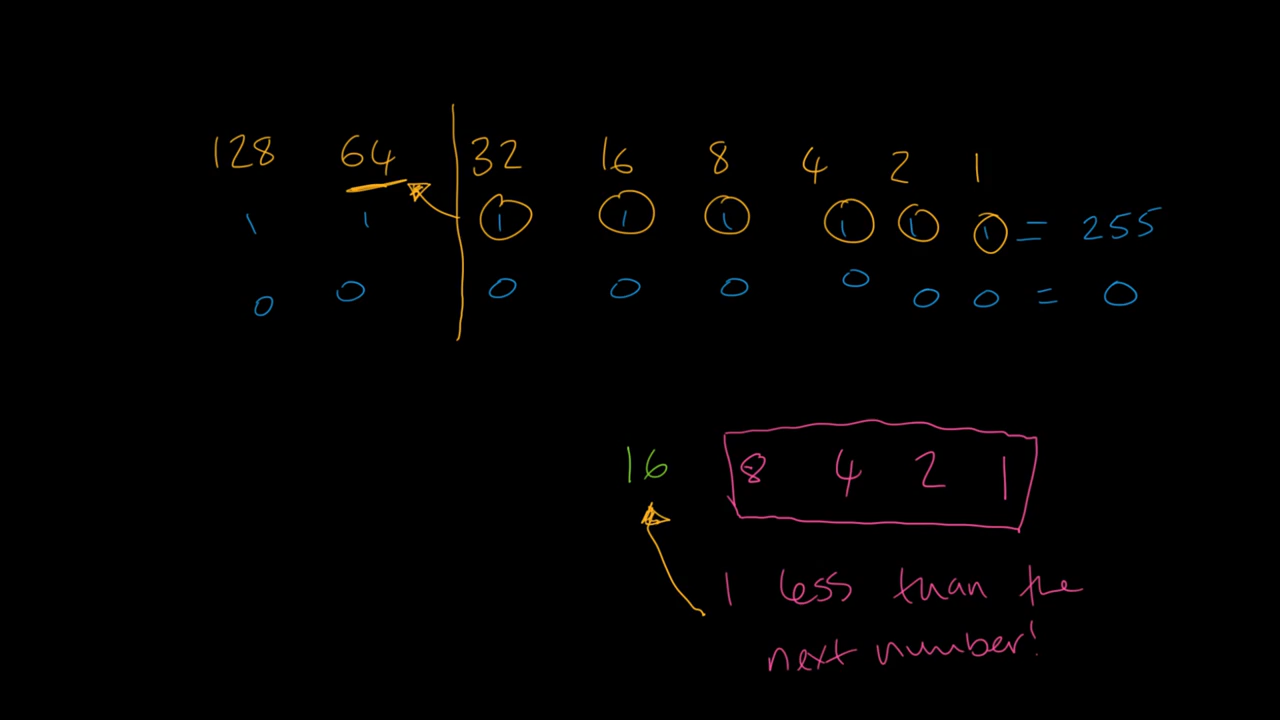 128 64 32 16 8 4 2 1
1 1 1 1 1 1 1 1 = 255
0 0 0 0 0 0 0 0 = 0
16 8 4 2 1
1 less than the
next number!